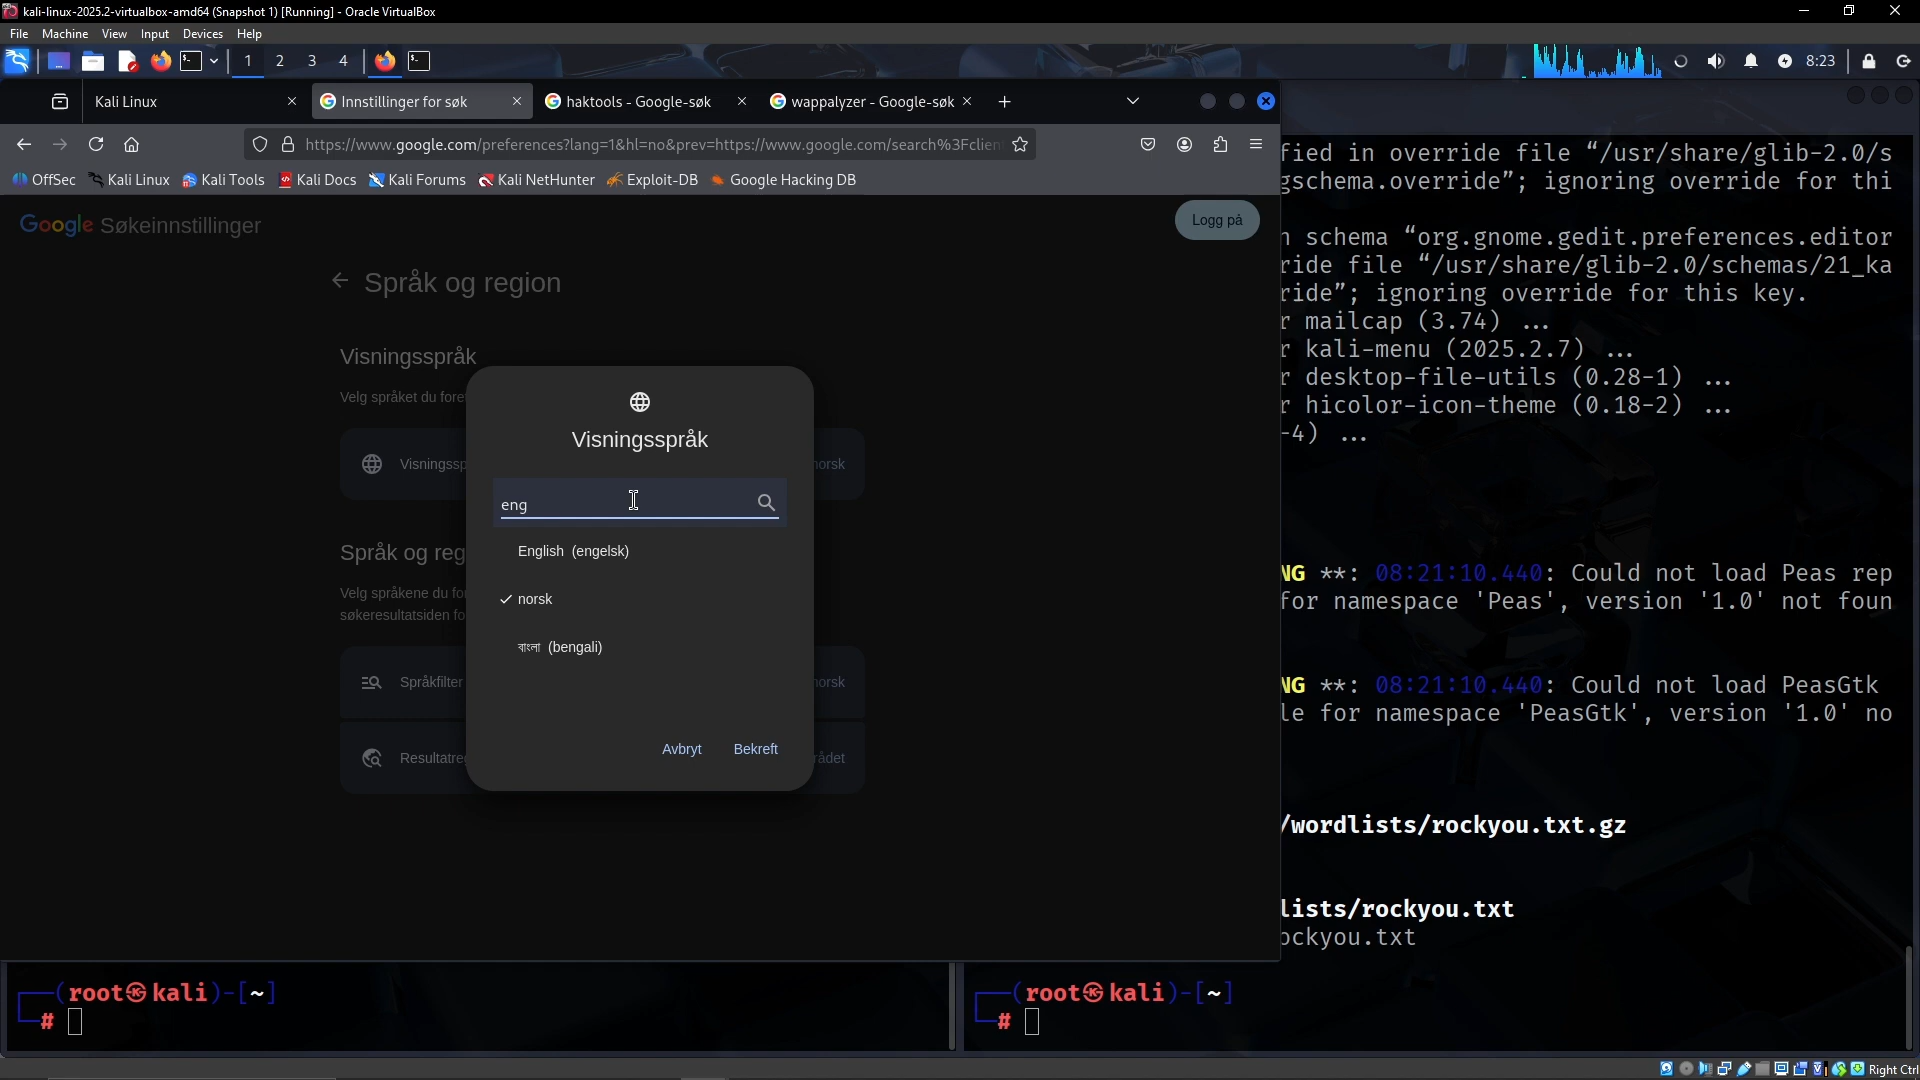 kali-linux-2025.2-virtualbox-amd64 (Snapshot 1) [Running] - Oracle VirtualBox
File Machine View Input Devices Help
1 2 3 4 8:23
Kali Linux
Innstillinger for søk
haktools - Google-søk
wappalyzer - Google-søk
https://www.google.com/preferences?lang=1&hl=no&prev=https://www.google.com/search%3Fclien
OffSec Kali Linux Kali Tools Kali Docs Kali Forums Kali NetHunter Exploit-DB Google Hacking DB
Google Søkeinnstillinger
Logg på
Språk og region
Visningsspråk
Velg språket du fore
Visningssp
norsk
Språk og reg
Velg språkene du fo
søkeresultatsiden fo
Språkfilter
norsk
Resultatre
rådet
Visningsspråk
eng
English (engelsk)
norsk
বাংলা (bengali)
Avbryt Bekreft
fied in override file “/usr/share/glib-2.0/s
gschema.override”; ignoring override for thi
n schema “org.gnome.gedit.preferences.editor
ride file “/usr/share/glib-2.0/schemas/21_ka
ride”; ignoring override for this key.
r mailcap (3.74) ...
r kali-menu (2025.2.7) ...
r desktop-file-utils (0.28-1) ...
r hicolor-icon-theme (0.18-2) ...
-4) ...
NG **: 08:21:10.440: Could not load Peas rep
for namespace 'Peas', version '1.0' not foun
NG **: 08:21:10.440: Could not load PeasGtk
le for namespace 'PeasGtk', version '1.0' no
/wordlists/rockyou.txt.gz
lists/rockyou.txt
ockyou.txt
(root㉿kali)-[~]
#
(root㉿kali)-[~]
#
Right Ctrl